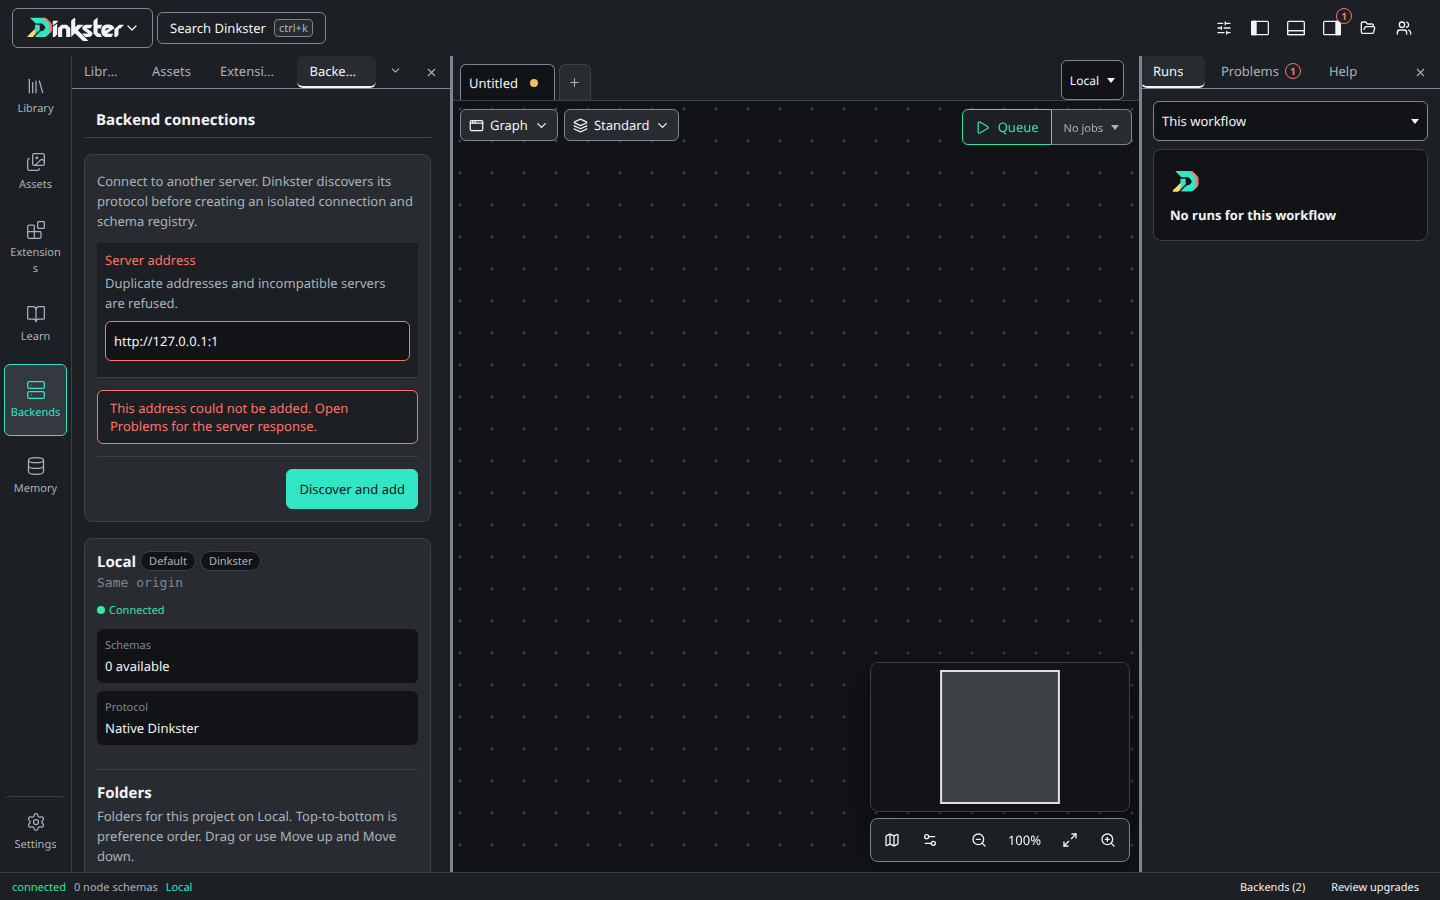 Dinkster
Search Dinkster ctrl+k
1
Library
Assets
Extension
s
Learn
Backends
Memory
Settings
Libr...
Assets
Extensi...
Backe...
Backend connections
Connect to another server. Dinkster discovers its
protocol before creating an isolated connection and
schema registry.
Server address
Duplicate addresses and incompatible servers
are refused.
http://127.0.0.1:1
This address could not be added. Open
Problems for the server response.
Discover and add
Local Default Dinkster
Same origin
Connected
Schemas
0 available
Protocol
Native Dinkster
Folders
Folders for this project on Local. Top-to-bottom is
preference order. Drag or use Move up and Move
down.
Untitled
Local
Graph
Standard
Queue
No jobs
100%
Runs
Problems 1
Help
This workflow
No runs for this workflow
connected 0 node schemas Local
Backends (2)
Review upgrades